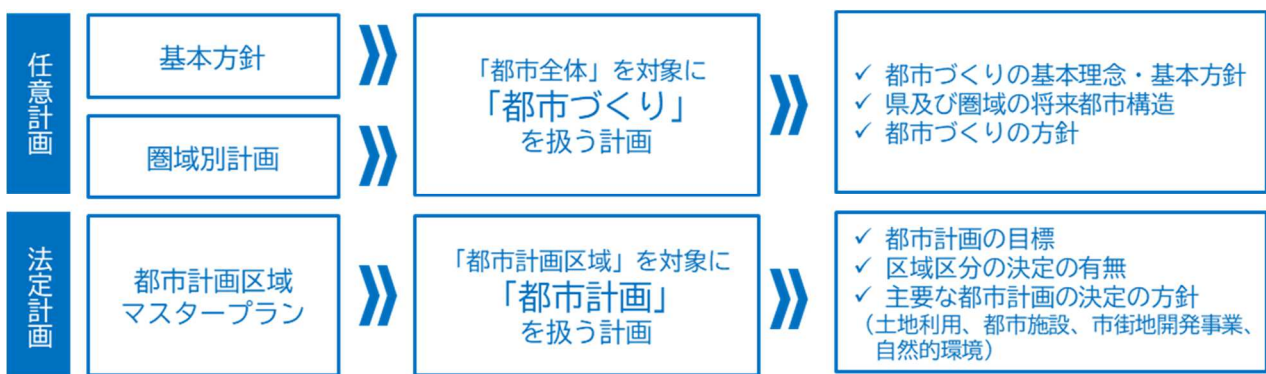 任意計画
基本方針
圏域別計画
「都市全体」を対象に
「都市づくり」
を扱う計画
✓ 都市づくりの基本理念・基本方針
✓ 県及び圏域の将来都市構造
✓ 都市づくりの方針
法定計画
都市計画区域
マスタープラン
「都市計画区域」を対象に
「都市計画」
を扱う計画
✓ 都市計画の目標
✓ 区域区分の決定の有無
✓ 主要な都市計画の決定の方針
（土地利用、都市施設、市街地開発事業、
自然的環境）